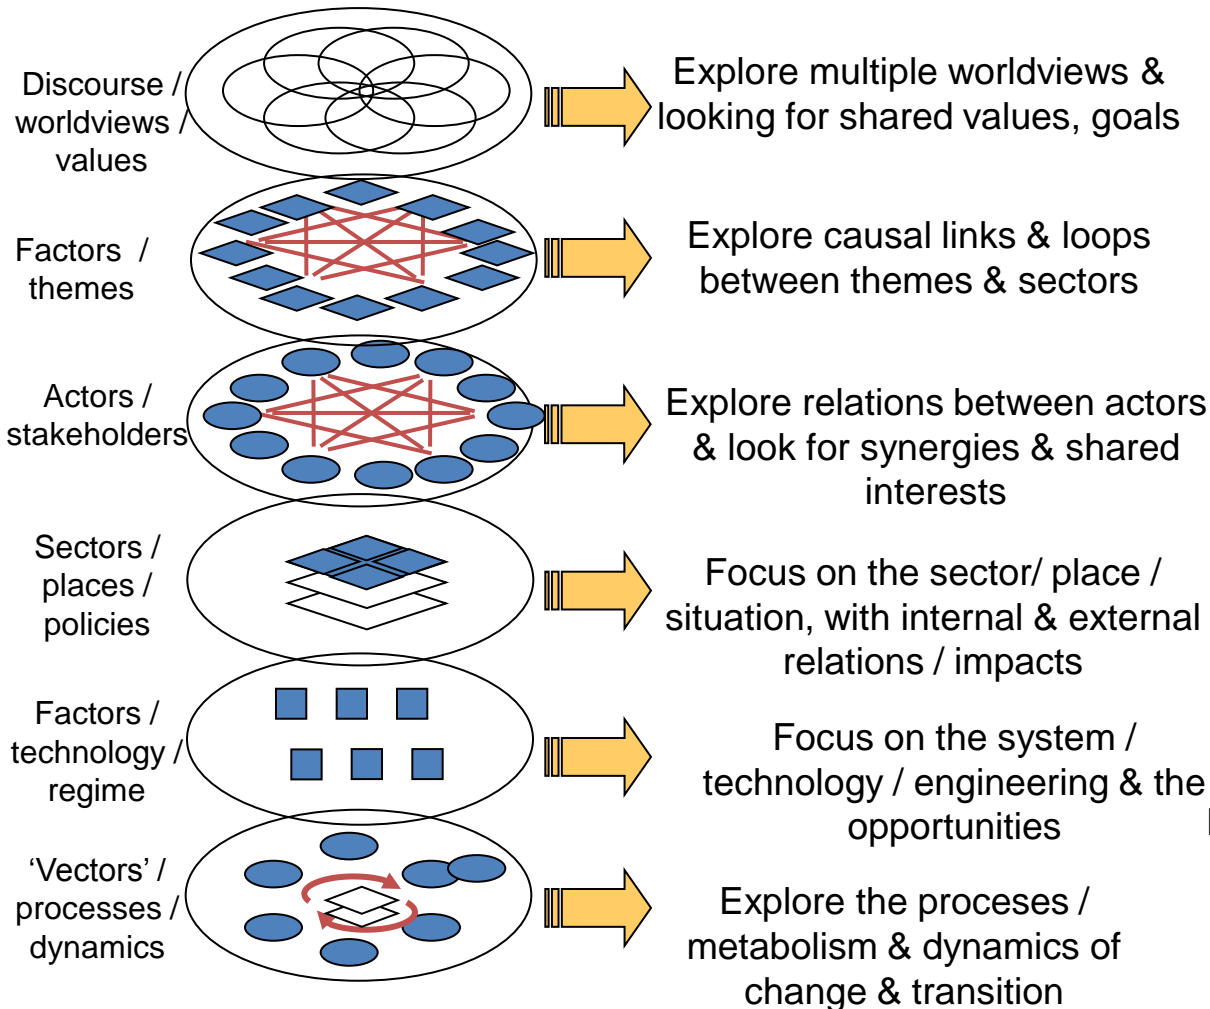 Discourse /
worldviews /
values
Explore multiple worldviews &
looking for shared values, goals
Factors /
themes
Explore causal links & loops
between themes & sectors
Actors /
stakeholders
Explore relations between actors
& look for synergies & shared
interests
Sectors /
places /
policies
Focus on the sector/ place /
situation, with internal & external
relations / impacts
Factors /
technology /
regime
Focus on the system /
technology / engineering & the
opportunities
‘Vectors’ /
processes /
dynamics
Explore the proceses /
metabolism & dynamics of
change & transition